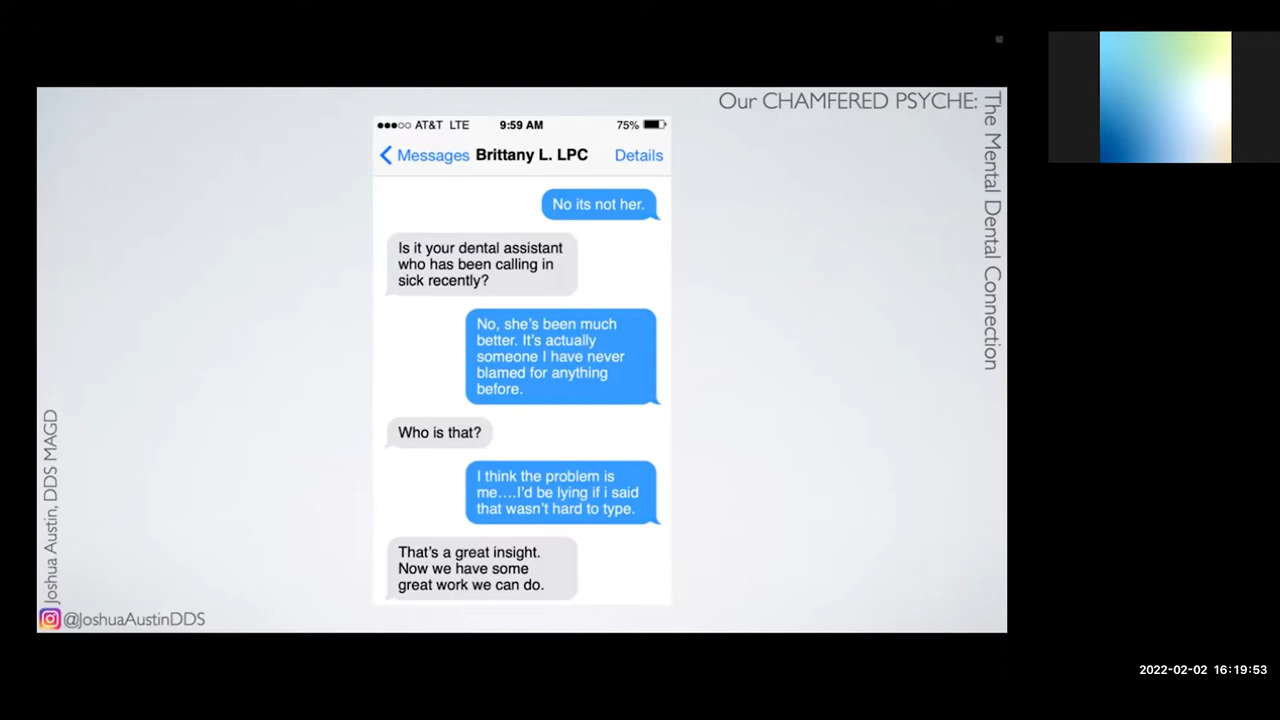 Our CHAMFERED PSYCHE:
The Mental Dental Connection
●●●○○ AT&T LTE 9:59 AM 75%
Messages Brittany L. LPC Details
No its not her.
Is it your dental assistant
who has been calling in
sick recently?
No, she's been much
better. It's actually
someone I have never
blamed for anything
before.
Who is that?
I think the problem is
me....I'd be lying if i said
that wasn't hard to type.
That's a great insight.
Now we have some
great work we can do.
Joshua Austin, DDS MAGD
@JoshuaAustinDDS
2022-02-02 16:19:53